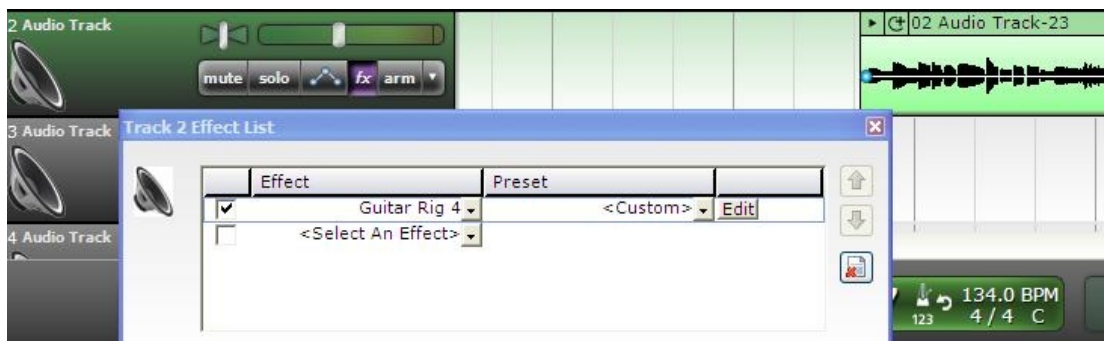 2 Audio Track
02 Audio Track-23
mute solo fx arm
3 Audio Track
Track 2 Effect List
Effect Preset
Guitar Rig 4 <Custom> Edit
<Select An Effect>
4 Audio Track
134.0 BPM
123 4 / 4 C